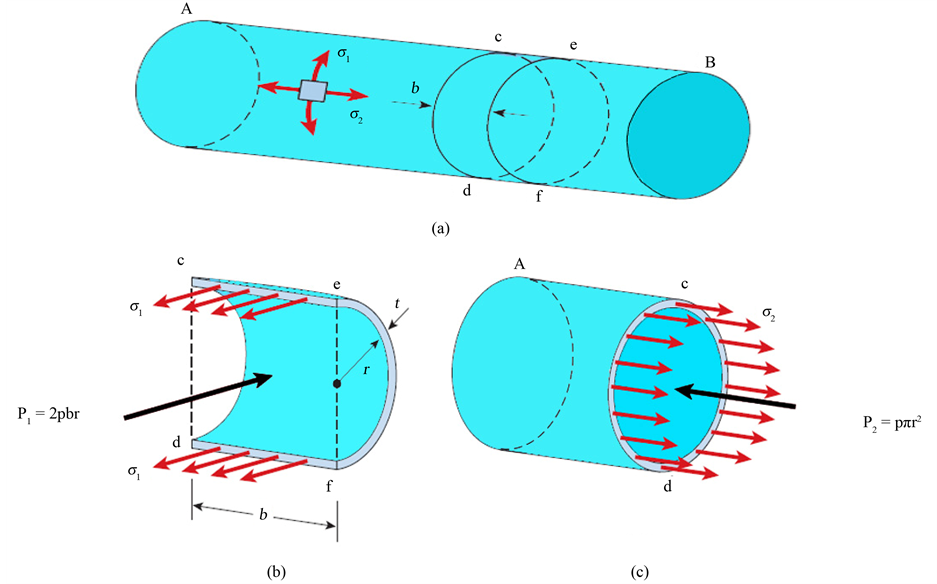 A
σ₁
c
e
B
b
σ₂
d
f
(a)
c
e
A
c
σ₁
t
σ₂
r
P₁ = 2pbr
P₂ = pπr²
d
σ₁
f
d
b
(b)
(c)